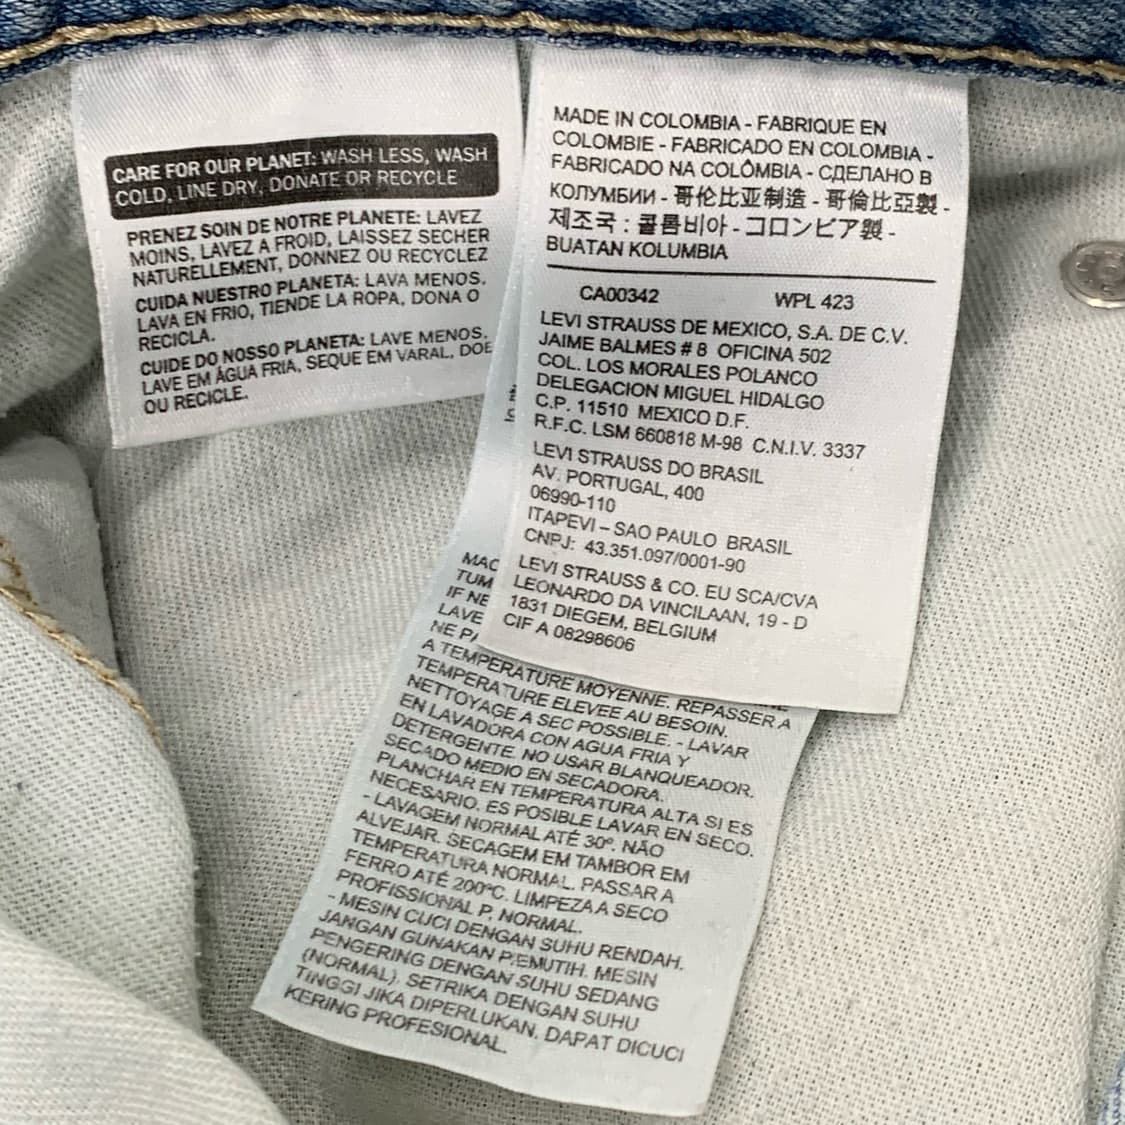 CARE FOR OUR PLANET: WASH LESS, WASH
COLD, LINE DRY, DONATE OR RECYCLE
PRENEZ SOIN DE NOTRE PLANETE: LAVEZ
MOINS, LAVEZ A FROID, LAISSEZ SECHER
NATURELLEMENT, DONNEZ OU RECYCLEZ
CUIDA NUESTRO PLANETA: LAVA MENOS,
LAVA EN FRIO, TIENDE LA ROPA, DONA O
RECICLA.
CUIDE DO NOSSO PLANETA: LAVE MENOS,
LAVE EM ÁGUA FRIA, SEQUE EM VARAL, DOE
OU RECICLE.
MADE IN COLOMBIA - FABRIQUE EN
COLOMBIE - FABRICADO EN COLOMBIA -
FABRICADO NA COLÔMBIA - СДЕЛАНО В
КОЛУМБИИ - 哥伦比亚制造 - 哥倫比亞製 -
제조국 : 콜롬비아 - コロンビア製 -
BUATAN KOLUMBIA
CA00342 WPL 423
LEVI STRAUSS DE MEXICO, S.A. DE C.V.
JAIME BALMES # 8 OFICINA 502
COL. LOS MORALES POLANCO
DELEGACION MIGUEL HIDALGO
C.P. 11510 MEXICO D.F.
R.F.C. LSM 660818 M-98 C.N.I.V. 3337
LEVI STRAUSS DO BRASIL
AV. PORTUGAL, 400
06990-110
ITAPEVI – SAO PAULO BRASIL
CNPJ: 43.351.097/0001-90
LEVI STRAUSS & CO. EU SCA/CVA
LEONARDO DA VINCILAAN, 19 - D
1831 DIEGEM, BELGIUM
CIF A 08298606
MAC
TUM
IF NE
LAVE
NE PA
A TEMPERATURE MOYENNE. REPASSER A
TEMPERATURE ELEVEE AU BESOIN.
NETTOYAGE A SEC POSSIBLE. - LAVAR
EN LAVADORA CON AGUA FRIA Y
DETERGENTE. NO USAR BLANQUEADOR.
SECADO MEDIO EN SECADORA.
PLANCHAR EN TEMPERATURA ALTA SI ES
NECESARIO. ES POSIBLE LAVAR EN SECO.
- LAVAGEM NORMAL ATÉ 30º. NÃO
ALVEJAR. SECAGEM EM TAMBOR EM
TEMPERATURA NORMAL. PASSAR A
FERRO ATÉ 200ºC. LIMPEZA A SECO
PROFISSIONAL P, NORMAL.
- MESIN CUCI DENGAN SUHU RENDAH.
JANGAN GUNAKAN PEMUTIH. MESIN
PENGERING DENGAN SUHU SEDANG
(NORMAL). SETRIKA DENGAN SUHU
TINGGI JIKA DIPERLUKAN. DAPAT DICUCI
KERING PROFESIONAL.